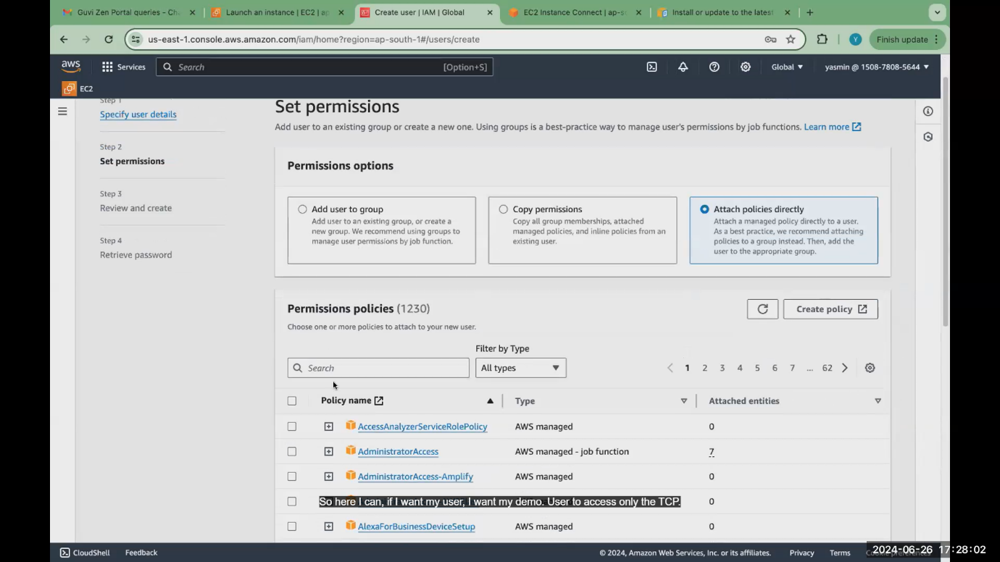 Guvi Zen Portal queries - Cha
Launch an instance | EC2 | ap
Create user | IAM | Global
EC2 Instance Connect | ap-s
Install or update to the latest
us-east-1.console.aws.amazon.com/iam/home?region=ap-south-1#/users/create
Y
Finish update
aws
Services
Search
[Option+S]
Global
yasmin @ 1508-7808-5644
EC2
Step 1
Specify user details
Step 2
Set permissions
Step 3
Review and create
Step 4
Retrieve password
Set permissions
Add user to an existing group or create a new one. Using groups is a best-practice way to manage user's permissions by job functions. Learn more
Permissions options
Add user to group
Add user to an existing group, or create a
new group. We recommend using groups to
manage user permissions by job function.
Copy permissions
Copy all group memberships, attached
managed policies, and inline policies from an
existing user.
Attach policies directly
Attach a managed policy directly to a user.
As a best practice, we recommend attaching
policies to a group instead. Then, add the
user to the appropriate group.
Permissions policies (1230)
Create policy
Choose one or more policies to attach to your new user.
Filter by Type
Search
All types
1 2 3 4 5 6 7 ... 62
Policy name
Type
Attached entities
AccessAnalyzerServiceRolePolicy AWS managed 0
AdministratorAccess AWS managed - job function 7
AdministratorAccess-Amplify AWS managed 0
So here I can, if I want my user, I want my demo. User to access only the TCP. 0
AlexaForBusinessDeviceSetup AWS managed 0
CloudShell
Feedback
© 2024, Amazon Web Services, Inc. or its affiliates.
Privacy
Terms
Cookie preferences
2024-06-26 17:28:02